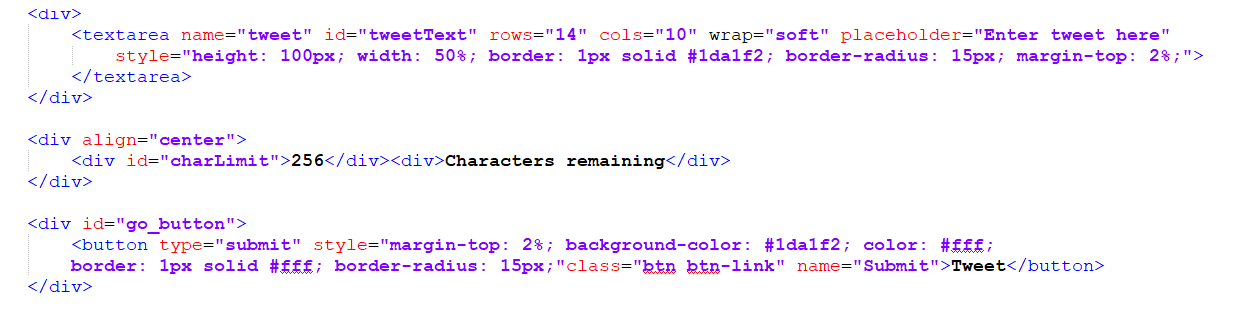 <div>
<textarea name="tweet" id="tweetText" rows="14" cols="10" wrap="soft" placeholder="Enter tweet here"
style="height: 100px; width: 50%; border: 1px solid #1da1f2; border-radius: 15px; margin-top: 2%;">
</textarea>
</div>
<div align="center">
<div id="charLimit">256</div><div>Characters remaining</div>
</div>
<div id="go_button">
<button type="submit" style="margin-top: 2%; background-color: #1da1f2; color: #fff;
border: 1px solid #fff; border-radius: 15px;"class="btn btn-link" name="Submit">Tweet</button>
</div>